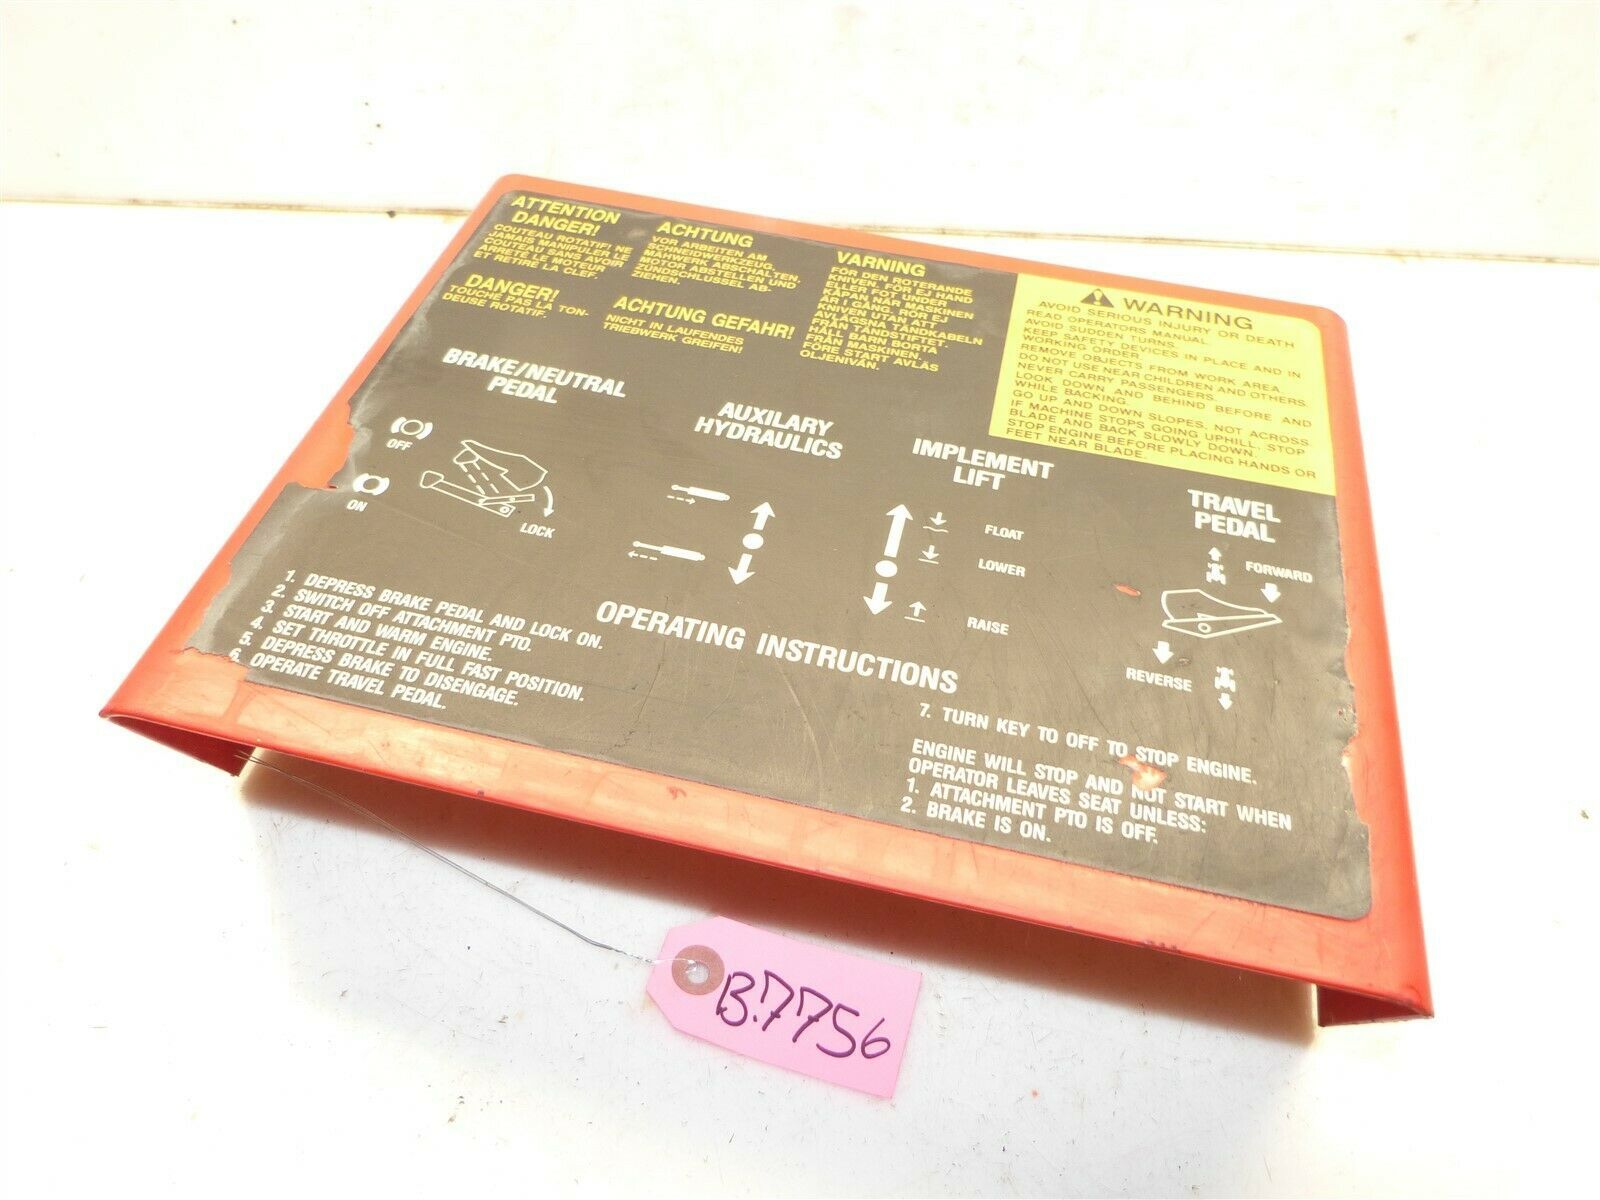 ATTENTION
DANGER!
COUTEAU ROTATIF! NE
JAMAIS MANIPULER LE
COUTEAU SANS AVOIR
ARRETÉ LE MOTEUR
ET RETIRE LA CLEF.
DANGER!
TOUCHE PAS LA TON-
DEUSE ROTATIF.
ACHTUNG
VOR ARBEITEN AM
SCHNEIDWERKZEUG,
MÄHWERK ABSCHALTEN,
MOTOR ABSTELLEN UND
ZÜNDSCHLUSSEL AB-
ZIEHEN.
ACHTUNG GEFAHR!
NICHT IN LAUFENDES
TRIEBWERK GREIFEN!
VARNING
FÖR DEN ROTERANDE
KNIVEN. FÖR EJ HAND
ELLER FOT UNDER
KÅPAN NÄR MASKINEN
ÄR I GÅNG. RÖR EJ
KNIVEN UTAN ATT
AVLÄGSNA TÄNDKABELN
FRÅN TÄNDSTIFTET.
HÅLL BARN BORTA
FRÅN MASKINEN.
FÖRE START AVLÄS
OLJENIVÅN.
WARNING
AVOID SERIOUS INJURY OR DEATH
READ OPERATORS MANUAL.
AVOID SUDDEN TURNS.
KEEP SAFETY DEVICES IN PLACE AND IN
WORKING ORDER.
REMOVE OBJECTS FROM WORK AREA.
DO NOT USE NEAR CHILDREN AND OTHERS.
NEVER CARRY PASSENGERS.
LOOK DOWN AND BEHIND BEFORE AND
WHILE BACKING.
GO UP AND DOWN SLOPES, NOT ACROSS
IF MACHINE STOPS GOING UPHILL, STOP
BLADE AND BACK SLOWLY DOWN.
STOP ENGINE BEFORE PLACING HANDS OR
FEET NEAR BLADE.
BRAKE/NEUTRAL
PEDAL
OFF
ON
LOCK
AUXILARY
HYDRAULICS
IMPLEMENT
LIFT
FLOAT
LOWER
RAISE
TRAVEL
PEDAL
FORWARD
REVERSE
OPERATING INSTRUCTIONS
1. DEPRESS BRAKE PEDAL AND LOCK ON.
2. SWITCH OFF ATTACHMENT PTO.
3. START AND WARM ENGINE.
4. SET THROTTLE IN FULL FAST POSITION.
5. DEPRESS BRAKE TO DISENGAGE.
6. OPERATE TRAVEL PEDAL.
7. TURN KEY TO OFF TO STOP ENGINE.
ENGINE WILL STOP AND NOT START WHEN
OPERATOR LEAVES SEAT UNLESS:
1. ATTACHMENT PTO IS OFF.
2. BRAKE IS ON.
B.7756